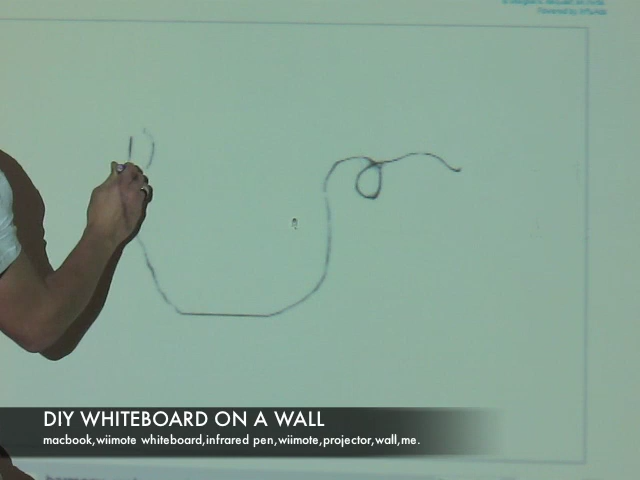 DIY WHITEBOARD ON A WALL
macbook,wiimote whiteboard,infrared pen,wiimote,projector,wall,me.